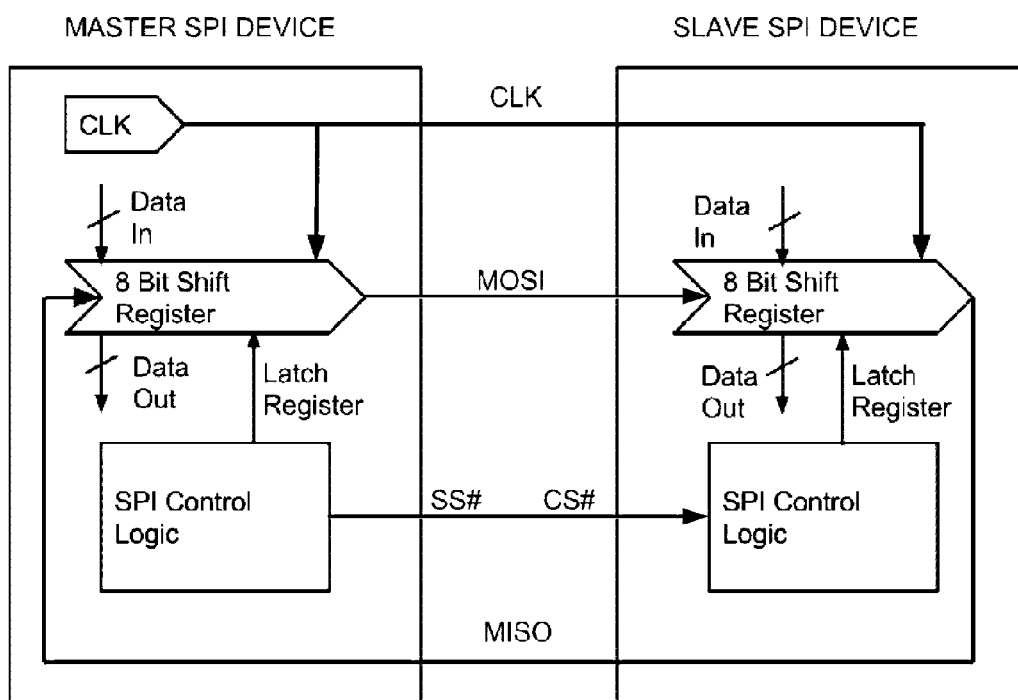 MASTER SPI DEVICE
SLAVE SPI DEVICE
CLK
CLK
Data
In
Data
In
8 Bit Shift
Register
MOSI
8 Bit Shift
Register
Data
Out
Latch
Register
Data
Out
Latch
Register
SPI Control
Logic
SS#
CS#
SPI Control
Logic
MISO